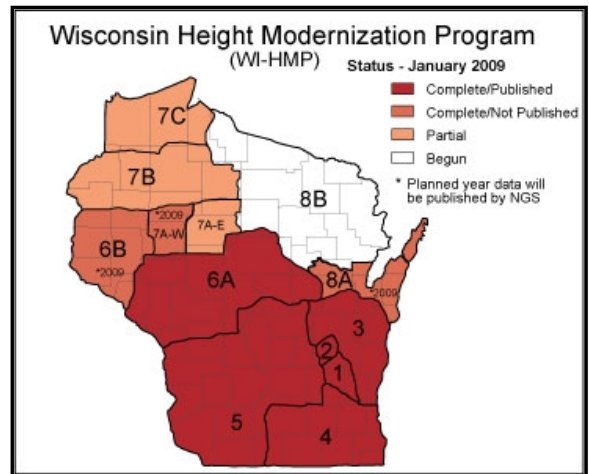 Wisconsin Height Modernization Program
(WI-HMP)
Status - January 2009
Complete/Published
Complete/Not Published
Partial
Begun
* Planned year data will
be published by NGS
7C
7B
8B
*2009
7A-W
7A-E
6B
*2009
6A
8A
*2009
3
2
1
5
4